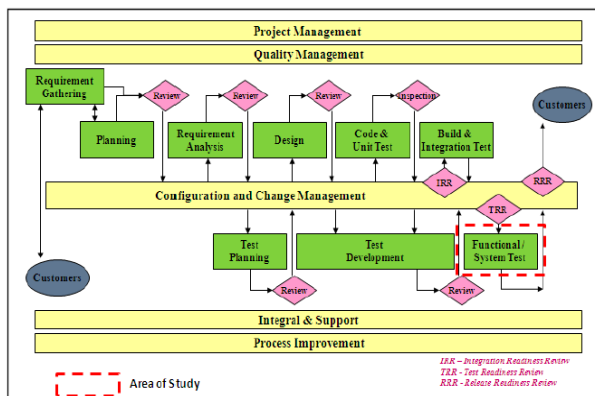 Project Management
Quality Management
Requirement
Gathering
Review
Review
Review
Inspection
Customers
Planning
Requirement
Analysis
Design
Code &
Unit Test
Build &
Integration Test
IRR
RRR
Configuration and Change Management
TRR
Test
Planning
Test
Development
Functional /
System Test
Customers
Review
Review
Integral & Support
Process Improvement
IRR – Integration Readiness Review
TRR - Test Readiness Review
RRR - Release Readiness Review
Area of Study